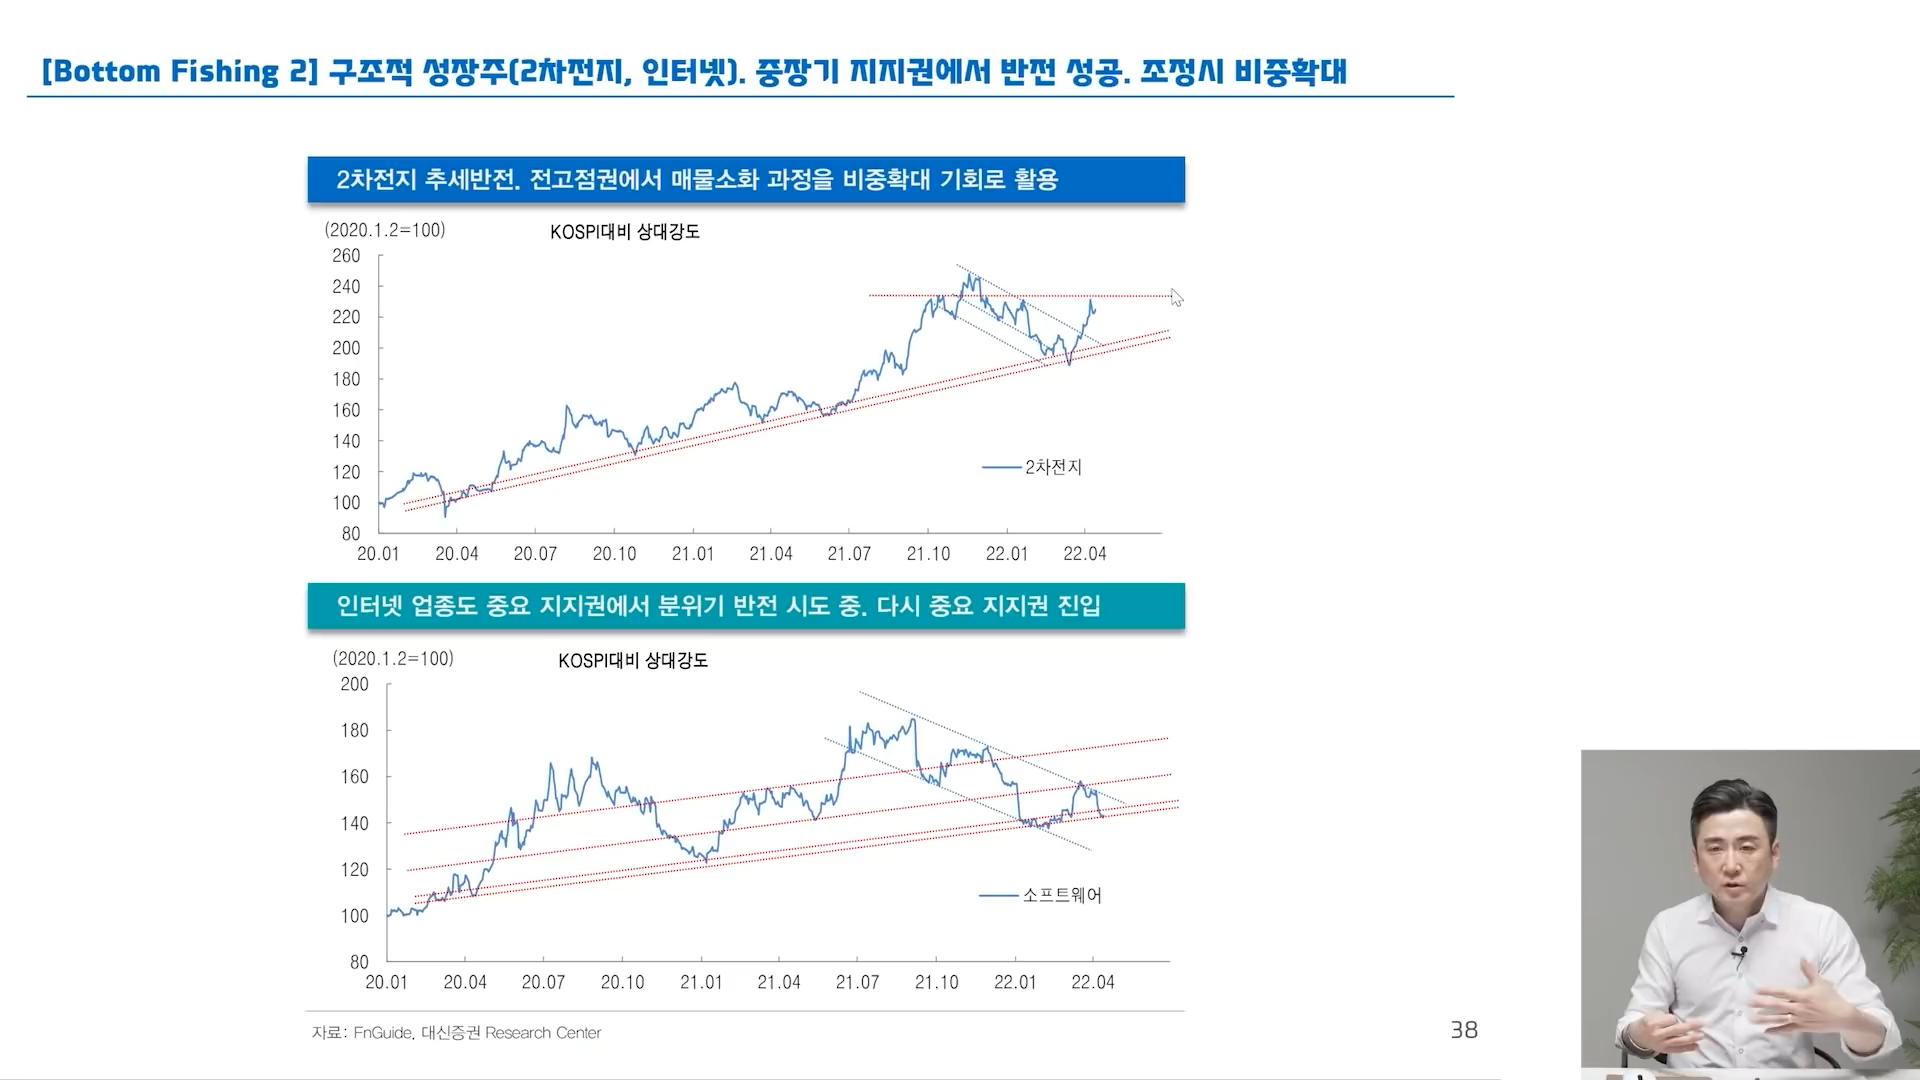 [Bottom Fishing 2] 구조적 성장주(2차전지, 인터넷). 중장기 지지권에서 반전 성공. 조정시 비중확대
2차전지 추세반전. 전고점권에서 매물소화 과정을 비중확대 기회로 활용
(2020.1.2=100)
KOSPI대비 상대강도
260
240
220
200
180
160
140
120
100
80
2차전지
20.01 20.04 20.07 20.10 21.01 21.04 21.07 21.10 22.01 22.04
인터넷 업종도 중요 지지권에서 분위기 반전 시도 중. 다시 중요 지지권 진입
(2020.1.2=100)
KOSPI대비 상대강도
200
180
160
140
120
100
80
소프트웨어
20.01 20.04 20.07 20.10 21.01 21.04 21.07 21.10 22.01 22.04
자료: FnGuide, 대신증권 Research Center
38